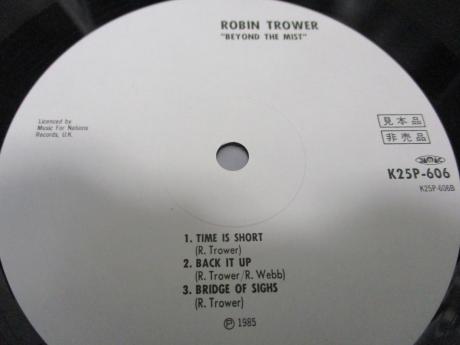 ROBIN TROWER
"BEYOND THE MIST"
Licenced by
Music For Nations
Records, U.K.
見本品
非売品
K25P-606
K25P-606B
1. TIME IS SHORT
(R. Trower)
2. BACK IT UP
(R. Trower/R. Webb)
3. BRIDGE OF SIGHS
(R. Trower)
Ⓟ 1985